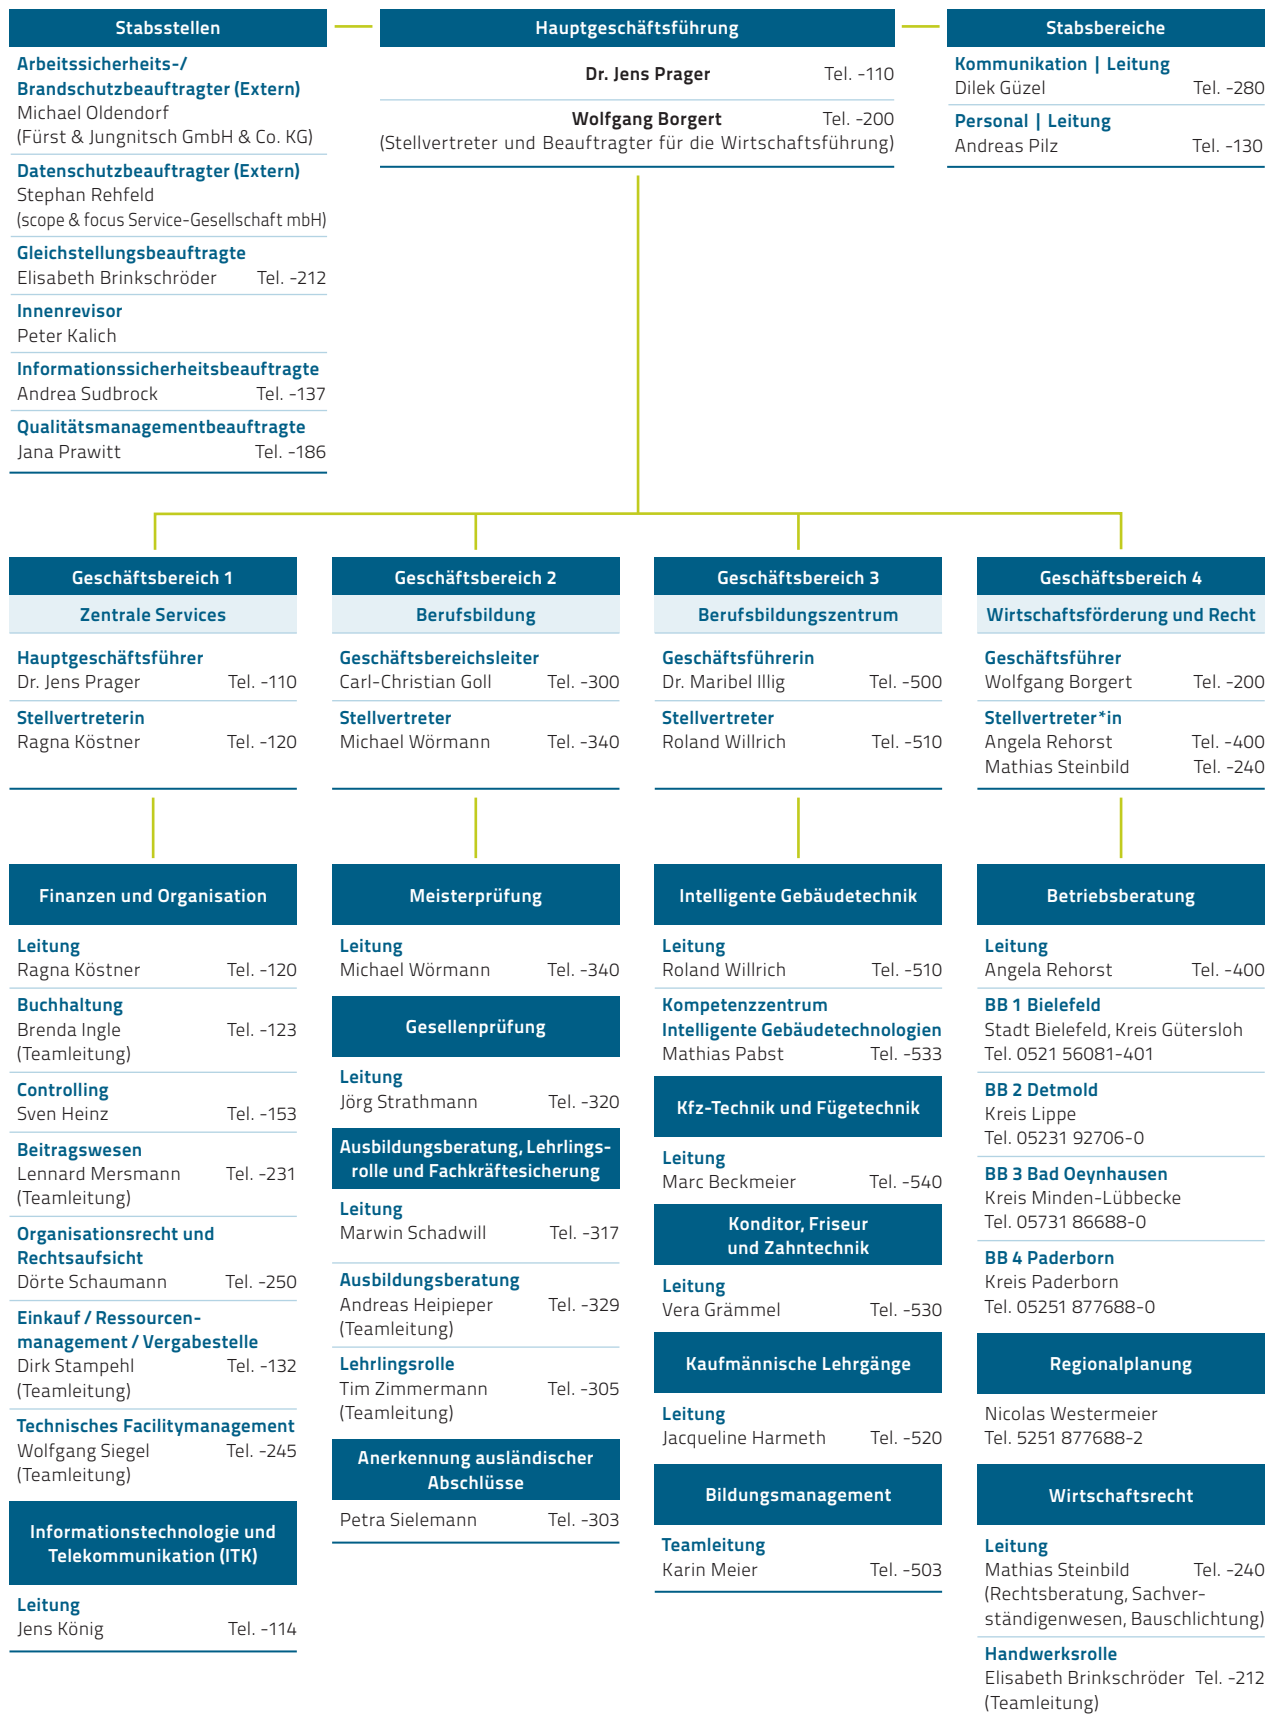 Stabsstellen
Arbeitssicherheits-/
Brandschutzbeauftragter (Extern)
Michael Oldendorf
(Fürst & Jungnitsch GmbH & Co. KG)
Datenschutzbeauftragter (Extern)
Stephan Rehfeld
(scope & focus Service-Gesellschaft mbH)
Gleichstellungsbeauftragte
Elisabeth Brinkschröder Tel. -212
Innenrevisor
Peter Kalich
Informationssicherheitsbeauftragte
Andrea Sudbrock Tel. -137
Qualitätsmanagementbeauftragte
Jana Prawitt Tel. -186
Hauptgeschäftsführung
Dr. Jens Prager Tel. -110
Wolfgang Borgert Tel. -200
(Stellvertreter und Beauftragter für die Wirtschaftsführung)
Stabsbereiche
Kommunikation | Leitung
Dilek Güzel Tel. -280
Personal | Leitung
Andreas Pilz Tel. -130
Geschäftsbereich 1
Zentrale Services
Hauptgeschäftsführer
Dr. Jens Prager Tel. -110
Stellvertreterin
Ragna Köstner Tel. -120
Finanzen und Organisation
Leitung
Ragna Köstner Tel. -120
Buchhaltung
Brenda Ingle Tel. -123
(Teamleitung)
Controlling
Sven Heinz Tel. -153
Beitragswesen
Lennard Mersmann Tel. -231
(Teamleitung)
Organisationsrecht und
Rechtsaufsicht
Dörte Schaumann Tel. -250
Einkauf / Ressourcen-
management / Vergabestelle
Dirk Stampehl Tel. -132
(Teamleitung)
Technisches Facilitymanagement
Wolfgang Siegel Tel. -245
(Teamleitung)
Informationstechnologie und
Telekommunikation (ITK)
Leitung
Jens König Tel. -114
Geschäftsbereich 2
Berufsbildung
Geschäftsbereichsleiter
Carl-Christian Goll Tel. -300
Stellvertreter
Michael Wörmann Tel. -340
Meisterprüfung
Leitung
Michael Wörmann Tel. -340
Gesellenprüfung
Leitung
Jörg Strathmann Tel. -320
Ausbildungsberatung, Lehrlings-
rolle und Fachkräftesicherung
Leitung
Marwin Schadwill Tel. -317
Ausbildungsberatung
Andreas Heipieper Tel. -329
(Teamleitung)
Lehrlingsrolle
Tim Zimmermann Tel. -305
(Teamleitung)
Anerkennung ausländischer
Abschlüsse
Petra Sielemann Tel. -303
Geschäftsbereich 3
Berufsbildungszentrum
Geschäftsführerin
Dr. Maribel Illig Tel. -500
Stellvertreter
Roland Willrich Tel. -510
Intelligente Gebäudetechnik
Leitung
Roland Willrich Tel. -510
Kompetenzzentrum
Intelligente Gebäudetechnologien
Mathias Pabst Tel. -533
Kfz-Technik und Fügetechnik
Leitung
Marc Beckmeier Tel. -540
Konditor, Friseur
und Zahntechnik
Leitung
Vera Grämmel Tel. -530
Kaufmännische Lehrgänge
Leitung
Jacqueline Harmeth Tel. -520
Bildungsmanagement
Teamleitung
Karin Meier Tel. -503
Geschäftsbereich 4
Wirtschaftsförderung und Recht
Geschäftsführer
Wolfgang Borgert Tel. -200
Stellvertreter*in
Angela Rehorst Tel. -400
Mathias Steinbild Tel. -240
Betriebsberatung
Leitung
Angela Rehorst Tel. -400
BB 1 Bielefeld
Stadt Bielefeld, Kreis Gütersloh
Tel. 0521 56081-401
BB 2 Detmold
Kreis Lippe
Tel. 05231 92706-0
BB 3 Bad Oeynhausen
Kreis Minden-Lübbecke
Tel. 05731 86688-0
BB 4 Paderborn
Kreis Paderborn
Tel. 05251 877688-0
Regionalplanung
Nicolas Westermeier
Tel. 5251 877688-2
Wirtschaftsrecht
Leitung
Mathias Steinbild Tel. -240
(Rechtsberatung, Sachver-
ständigenwesen, Bauschlichtung)
Handwerksrolle
Elisabeth Brinkschröder Tel. -212
(Teamleitung)